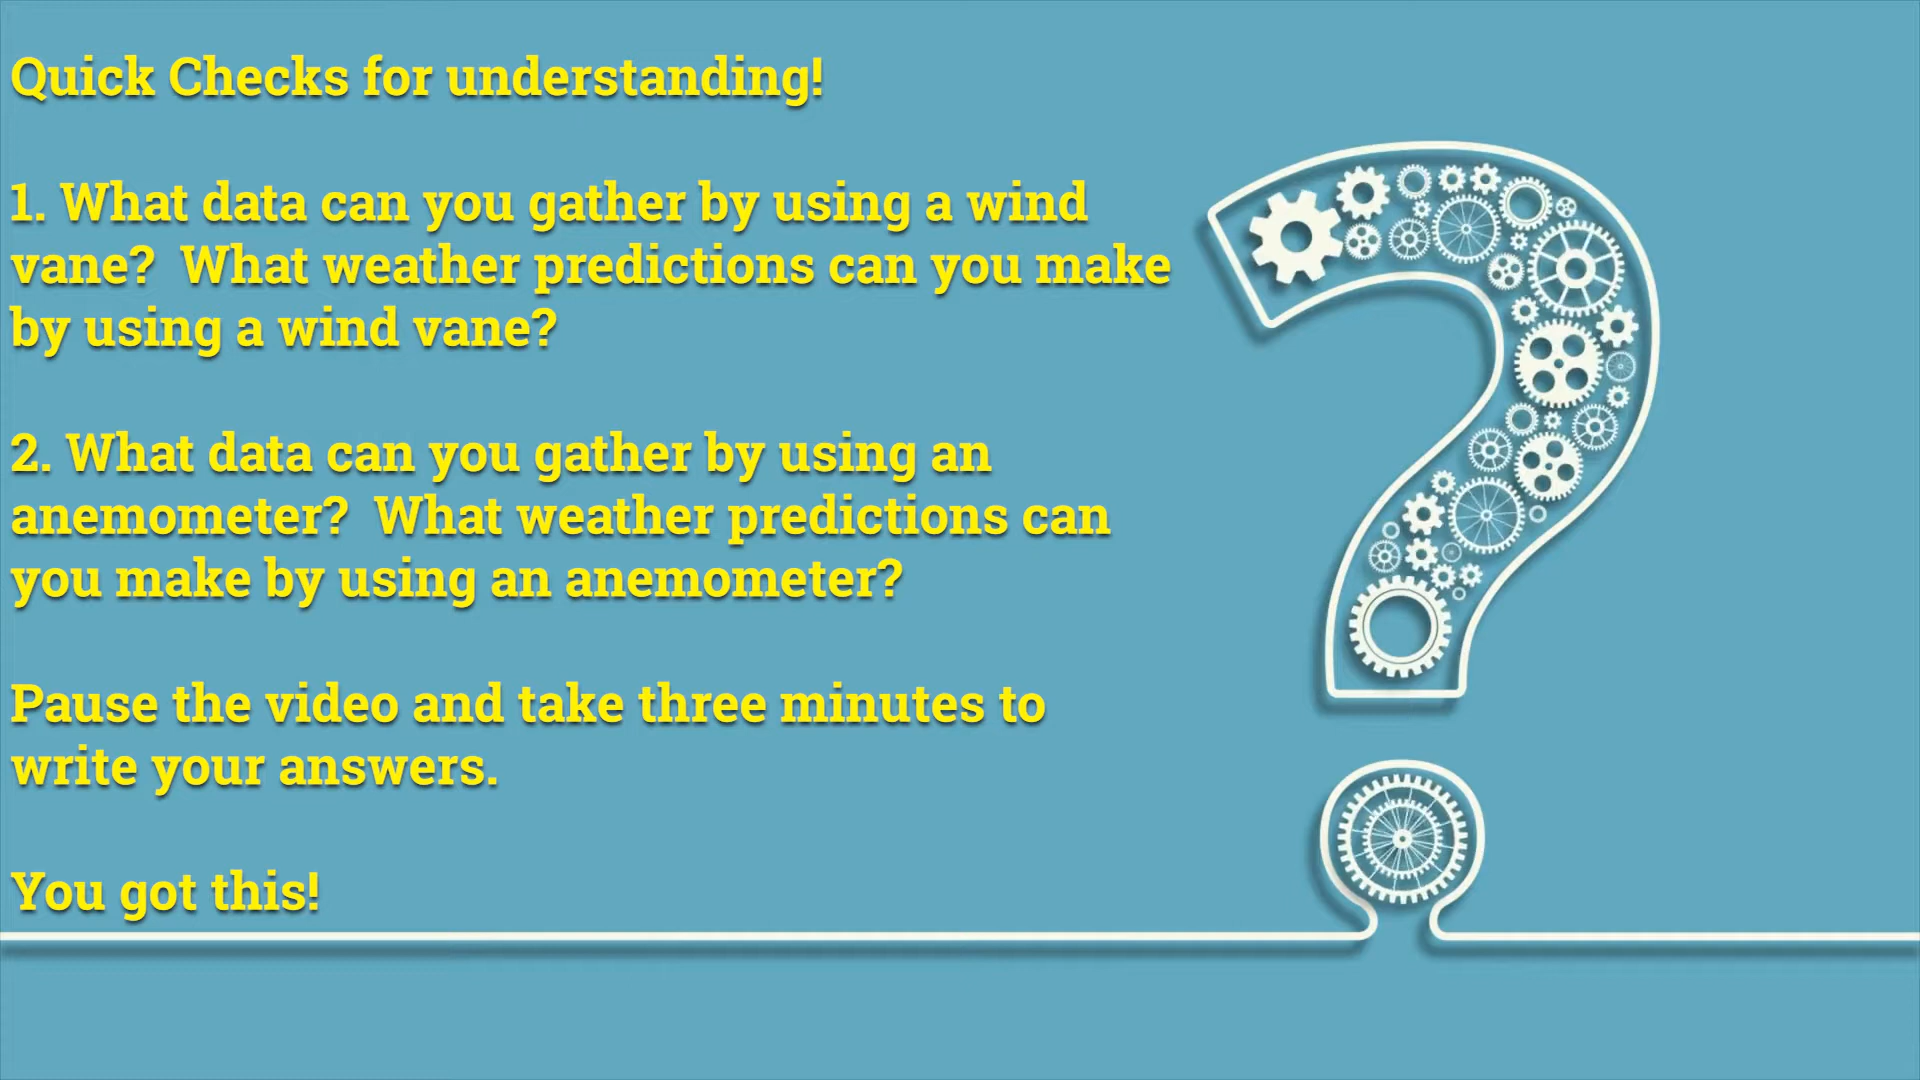 Quick Checks for understanding!
1. What data can you gather by using a wind
vane?  What weather predictions can you make
by using a wind vane?
2. What data can you gather by using an
anemometer?  What weather predictions can
you make by using an anemometer?
Pause the video and take three minutes to
write your answers.
You got this!